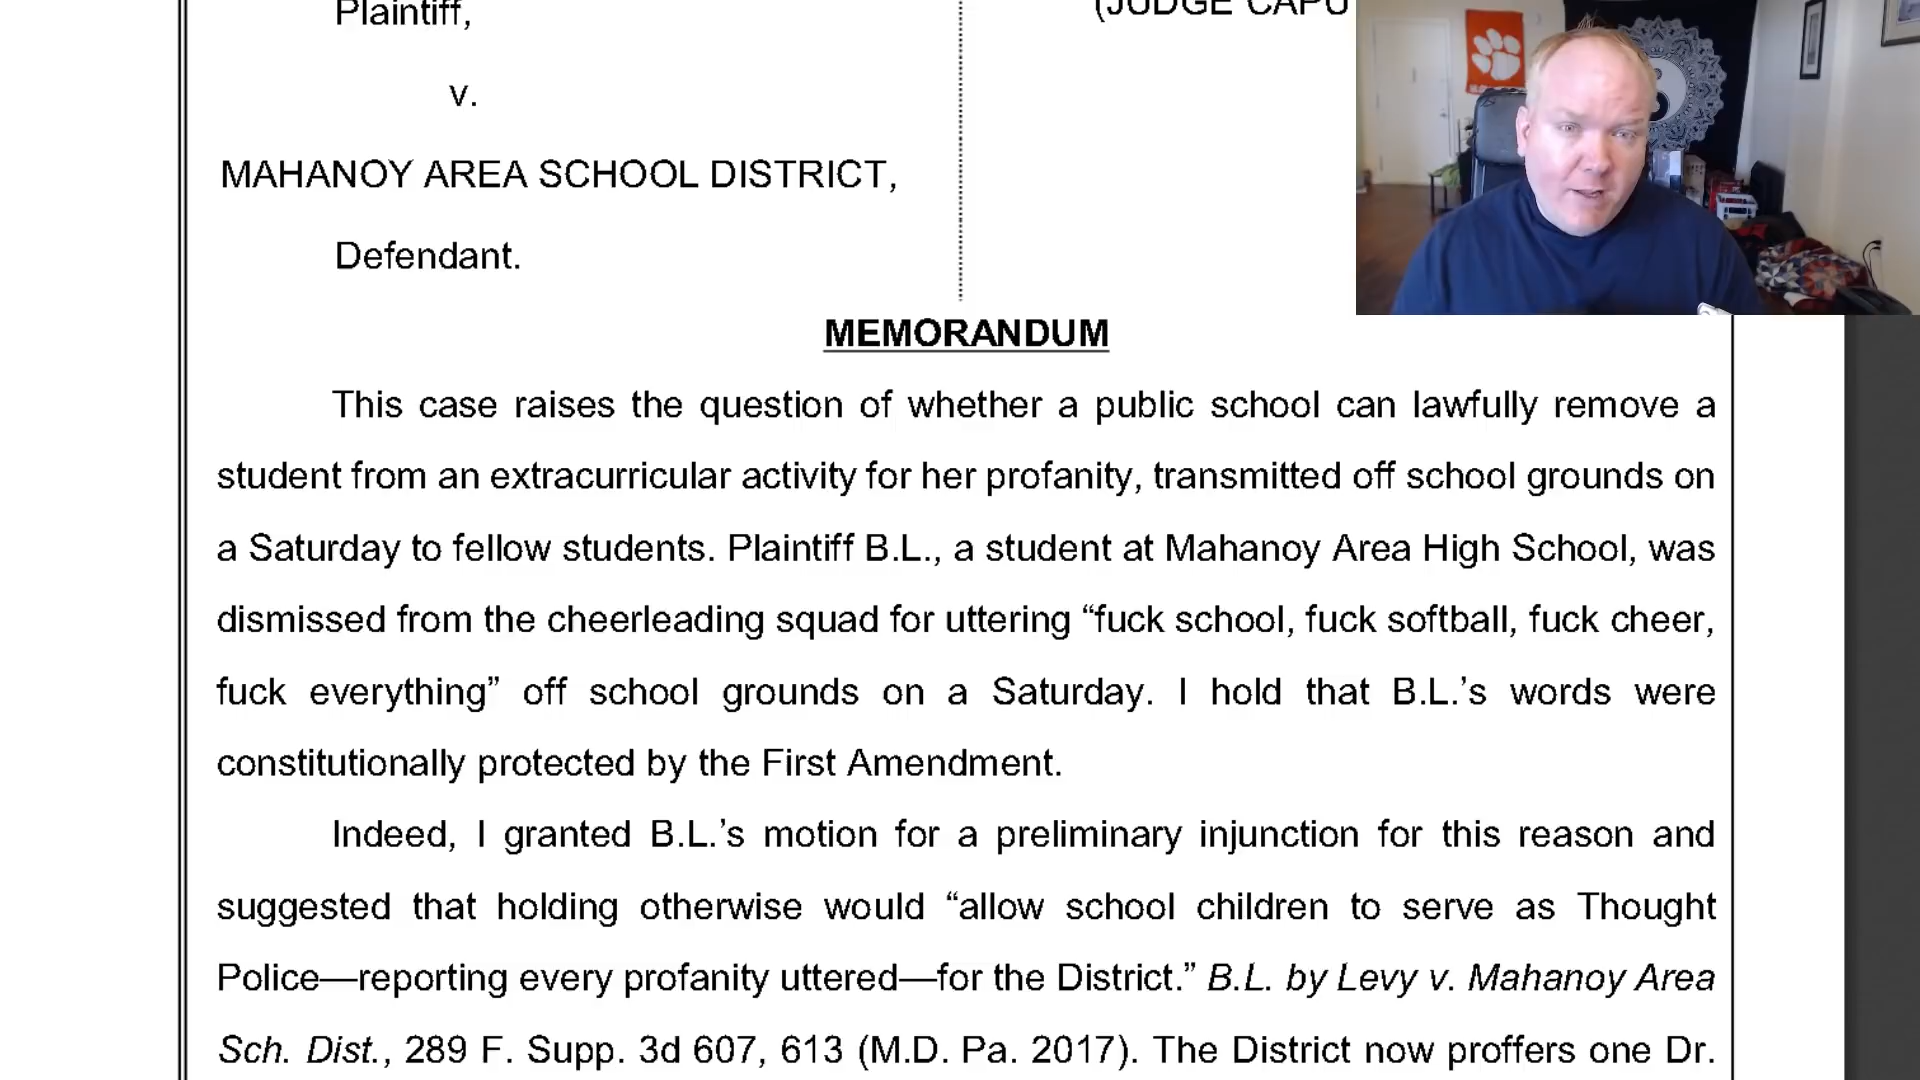 Plaintiff,
(JUDGE CAPU
v.
MAHANOY AREA SCHOOL DISTRICT,
Defendant.
MEMORANDUM
This case raises the question of whether a public school can lawfully remove a
student from an extracurricular activity for her profanity, transmitted off school grounds on
a Saturday to fellow students. Plaintiff B.L., a student at Mahanoy Area High School, was
dismissed from the cheerleading squad for uttering “fuck school, fuck softball, fuck cheer,
fuck everything” off school grounds on a Saturday. I hold that B.L.’s words were
constitutionally protected by the First Amendment.
Indeed, I granted B.L.’s motion for a preliminary injunction for this reason and
suggested that holding otherwise would “allow school children to serve as Thought
Police—reporting every profanity uttered—for the District.” B.L. by Levy v. Mahanoy Area
Sch. Dist., 289 F. Supp. 3d 607, 613 (M.D. Pa. 2017). The District now proffers one Dr.